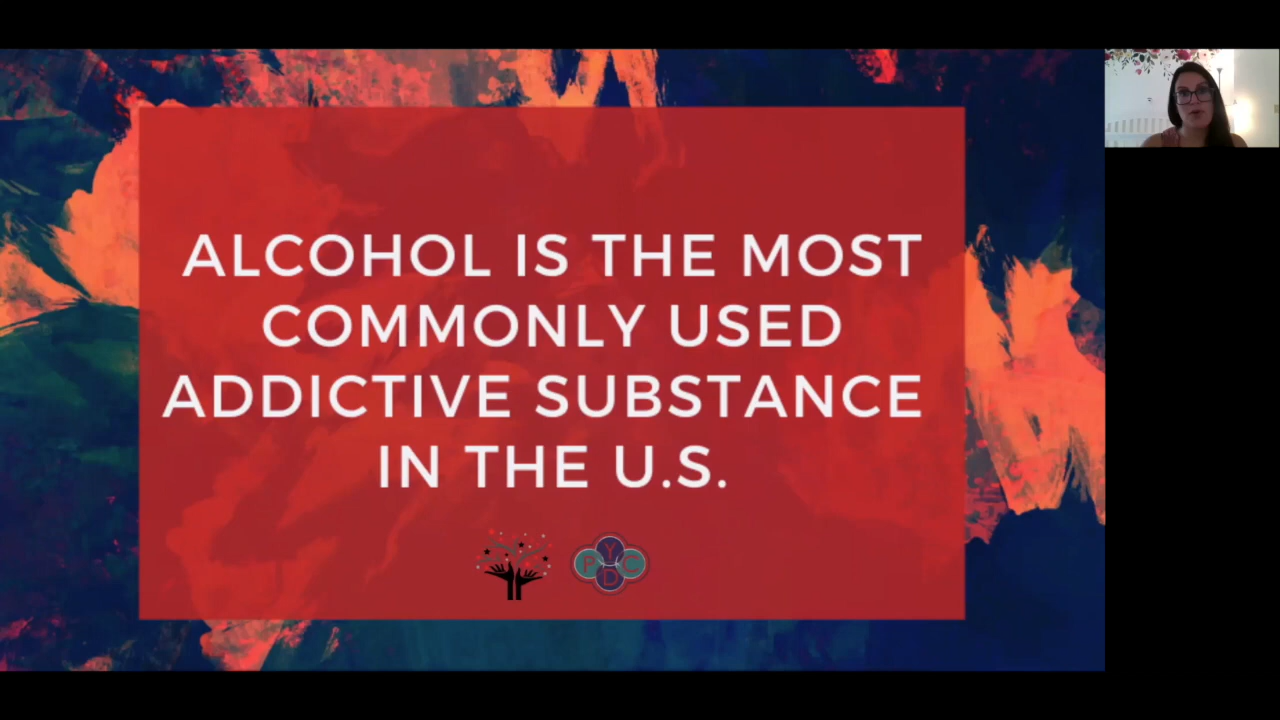 ALCOHOL IS THE MOST
COMMONLY USED
ADDICTIVE SUBSTANCE
IN THE U.S.
Y
P C
D